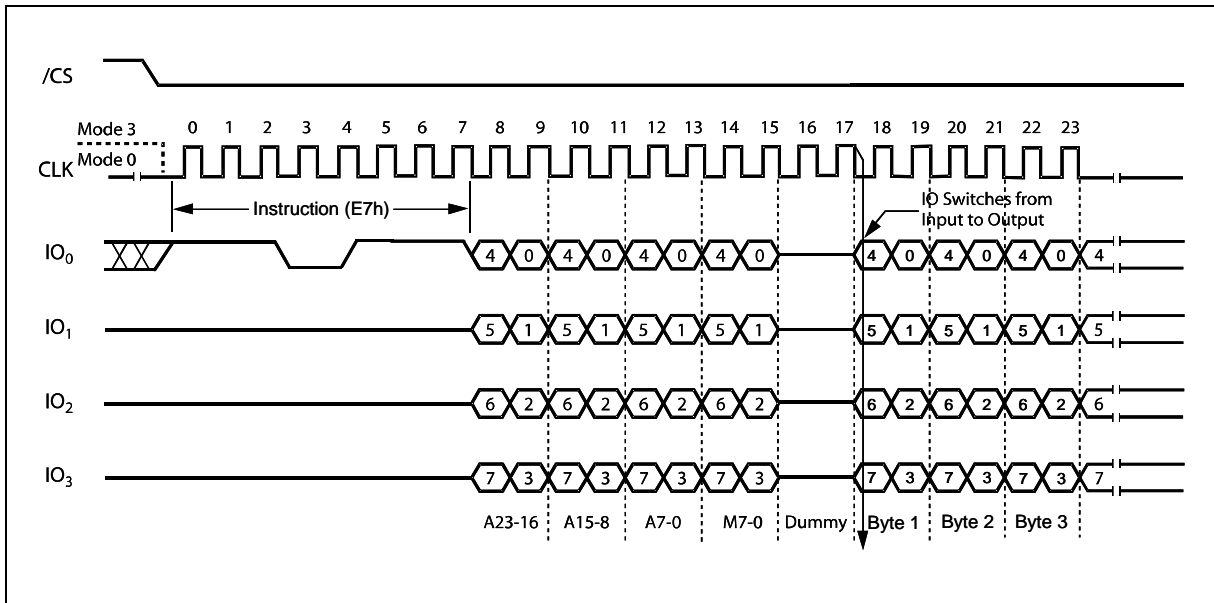 /CS
Mode 3
0 1 2 3 4 5 6 7 8 9 10 11 12 13 14 15 16 17 18 19 20 21 22 23
CLK
Mode 0
Instruction (E7h)
IO Switches from
Input to Output
IO0
4 0 4 0 4 0 4 0 4 0 4 0 4 0 4
IO1
5 1 5 1 5 1 5 1 5 1 5 1 5 1 5
IO2
6 2 6 2 6 2 6 2 6 2 6 2 6 2 6
IO3
7 3 7 3 7 3 7 3 7 3 7 3 7 3 7
A23-16 A15-8 A7-0 M7-0 Dummy Byte 1 Byte 2 Byte 3